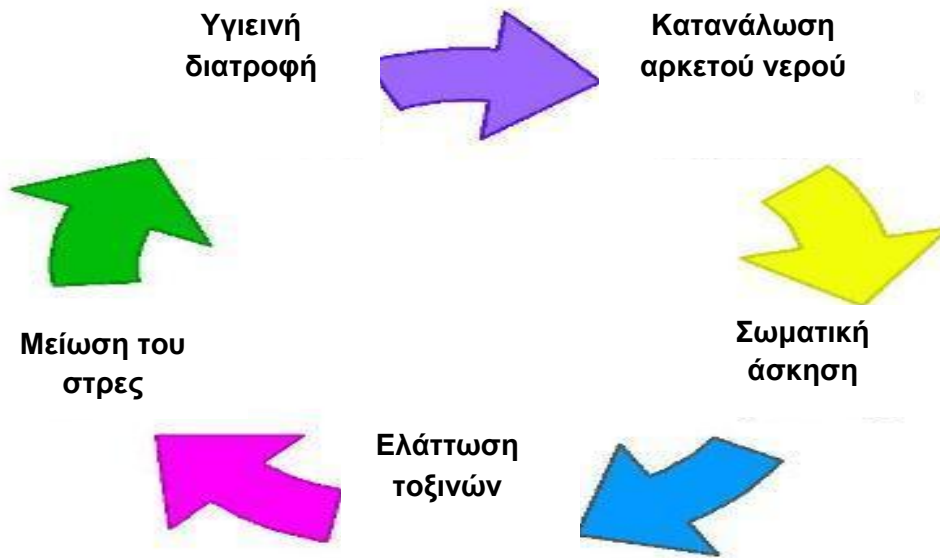 Υγιεινή
διατροφή
Κατανάλωση
αρκετού νερού
Σωματική
άσκηση
Ελάττωση
τοξινών
Μείωση του
στρες